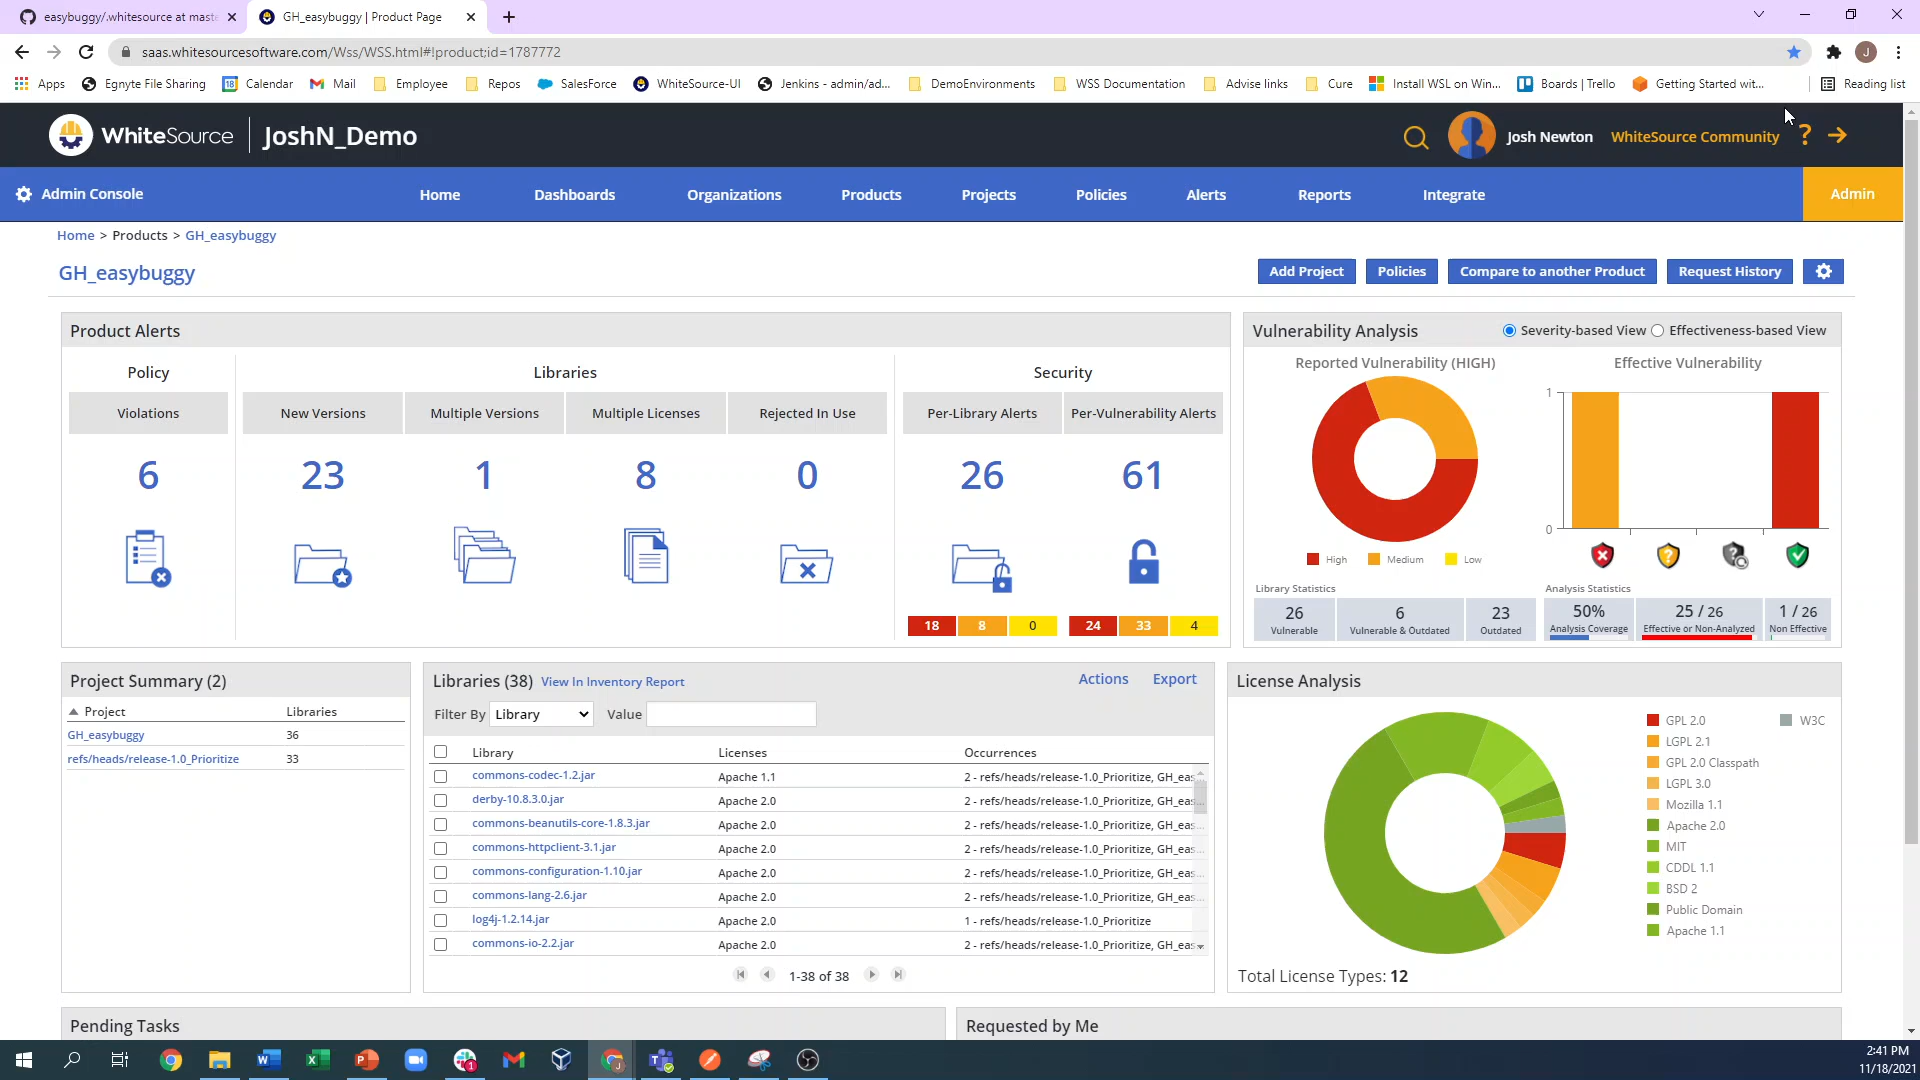 easybuggy/.whitesource at maste
GH_easybuggy | Product Page
saas.whitesourcesoftware.com/Wss/WSS.html#!product;id=1787772
J
Apps
Egnyte File Sharing
18
Calendar
Mail
Employee
Repos
SalesForce
WhiteSource-UI
Jenkins - admin/ad...
DemoEnvironments
WSS Documentation
Advise links
Cure
Install WSL on Win...
Boards | Trello
Getting Started wit...
Reading list
WhiteSource
JoshN_Demo
Josh Newton
WhiteSource Community
?
Admin Console
Home
Dashboards
Organizations
Products
Projects
Policies
Alerts
Reports
Integrate
Admin
Home > Products > GH_easybuggy
GH_easybuggy
Add Project
Policies
Compare to another Product
Request History
Product Alerts
Policy
Libraries
Security
Violations
New Versions
Multiple Versions
Multiple Licenses
Rejected In Use
Per-Library Alerts
Per-Vulnerability Alerts
6
23
1
8
0
26
61
18
8
0
24
33
4
Vulnerability Analysis
Severity-based View
Effectiveness-based View
Reported Vulnerability (HIGH)
Effective Vulnerability
1
0
High
Medium
Low
Library Statistics
Analysis Statistics
26
Vulnerable
6
Vulnerable & Outdated
23
Outdated
50%
Analysis Coverage
25 / 26
Effective or Non-Analyzed
1 / 26
Non Effective
Project Summary (2)
Project
Libraries
GH_easybuggy
36
refs/heads/release-1.0_Prioritize
33
Libraries (38)
View In Inventory Report
Actions
Export
Filter By
Library
Value
Library
Licenses
Occurrences
commons-codec-1.2.jar
Apache 1.1
2 - refs/heads/release-1.0_Prioritize, GH_eas...
derby-10.8.3.0.jar
Apache 2.0
2 - refs/heads/release-1.0_Prioritize, GH_eas...
commons-beanutils-core-1.8.3.jar
Apache 2.0
2 - refs/heads/release-1.0_Prioritize, GH_eas...
commons-httpclient-3.1.jar
Apache 2.0
2 - refs/heads/release-1.0_Prioritize, GH_eas...
commons-configuration-1.10.jar
Apache 2.0
2 - refs/heads/release-1.0_Prioritize, GH_eas...
commons-lang-2.6.jar
Apache 2.0
2 - refs/heads/release-1.0_Prioritize, GH_eas...
log4j-1.2.14.jar
Apache 2.0
1 - refs/heads/release-1.0_Prioritize
commons-io-2.2.jar
Apache 2.0
2 - refs/heads/release-1.0_Prioritize, GH_eas...
1-38 of 38
License Analysis
GPL 2.0
LGPL 2.1
GPL 2.0 Classpath
LGPL 3.0
Mozilla 1.1
Apache 2.0
MIT
CDDL 1.1
BSD 2
Public Domain
Apache 1.1
W3C
Total License Types: 12
Pending Tasks
Requested by Me
2:41 PM
11/18/2021